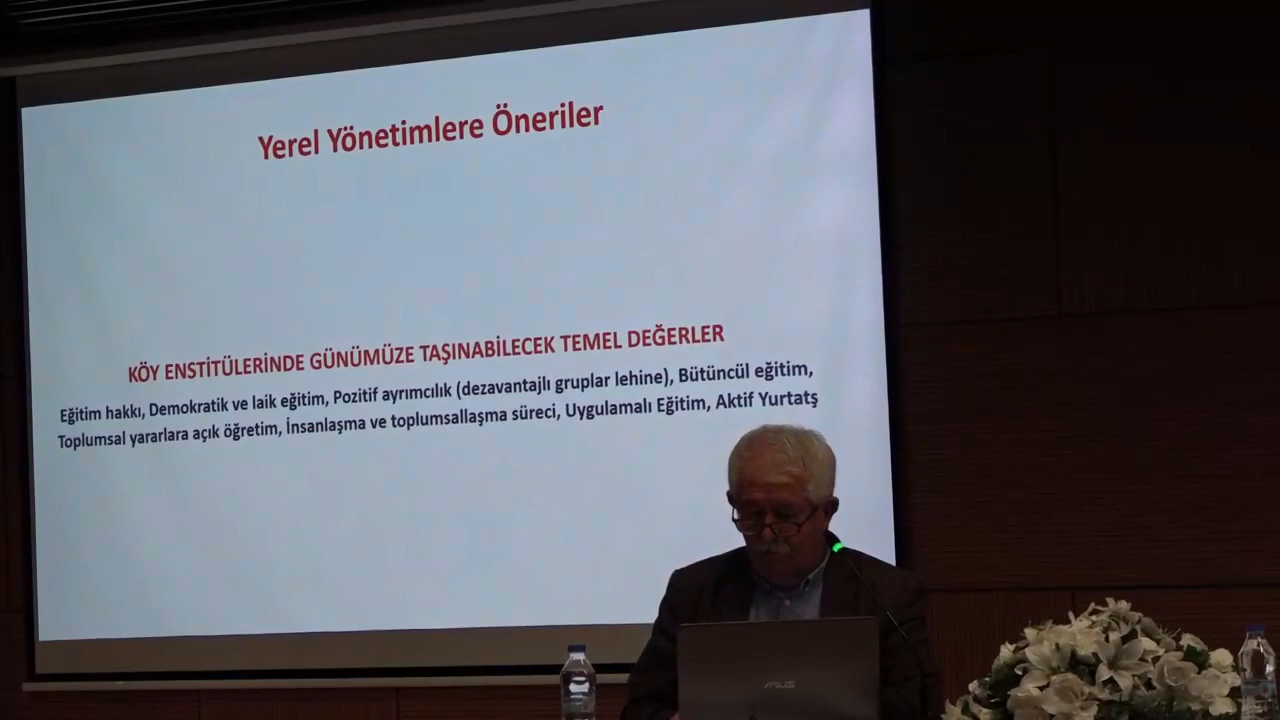 Yerel Yönetimlere Öneriler
KÖY ENSTİTÜLERİNDE GÜNÜMÜZE TAŞINABİLECEK TEMEL DEĞERLER
Eğitim hakkı, Demokratik ve laik eğitim, Pozitif ayrımcılık (dezavantajlı gruplar lehine), Bütüncül eğitim,
Toplumsal yararlara açık öğretim, İnsanlaşma ve toplumsallaşma süreci, Uygulamalı Eğitim, Aktif Yurtatş
ASUS